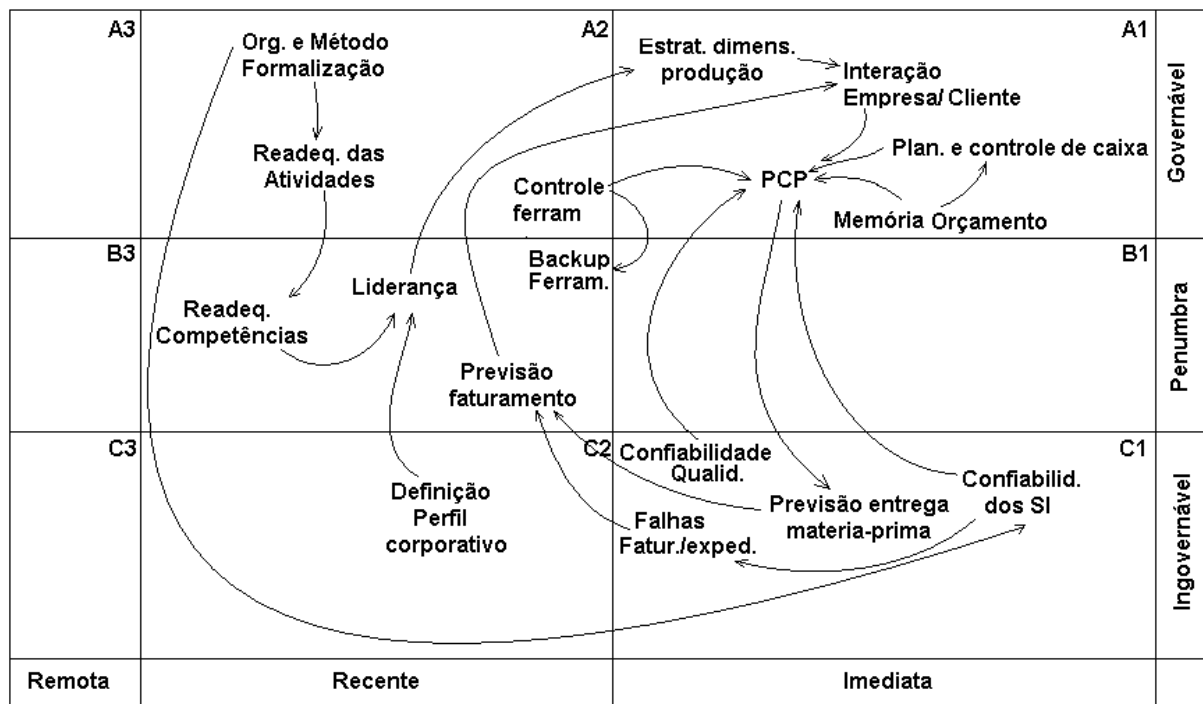 A3
A2
A1
Org. e Método
Formalização
Estrat. dimens.
produção
Interação
Empresa/ Cliente
Readeq. das
Atividades
Plan. e controle de caixa
Controle
ferram
PCP
Memória Orçamento
Governável
B3
B1
Backup
Ferram.
Liderança
Readeq.
Competências
Previsão
faturamento
Penumbra
C3
C2
C1
Confiabilidade
Qualid.
Confiabilid.
dos SI
Definição
Perfil
corporativo
Previsão entrega
materia-prima
Falhas
Fatur./exped.
Ingovernável
Remota
Recente
Imediata